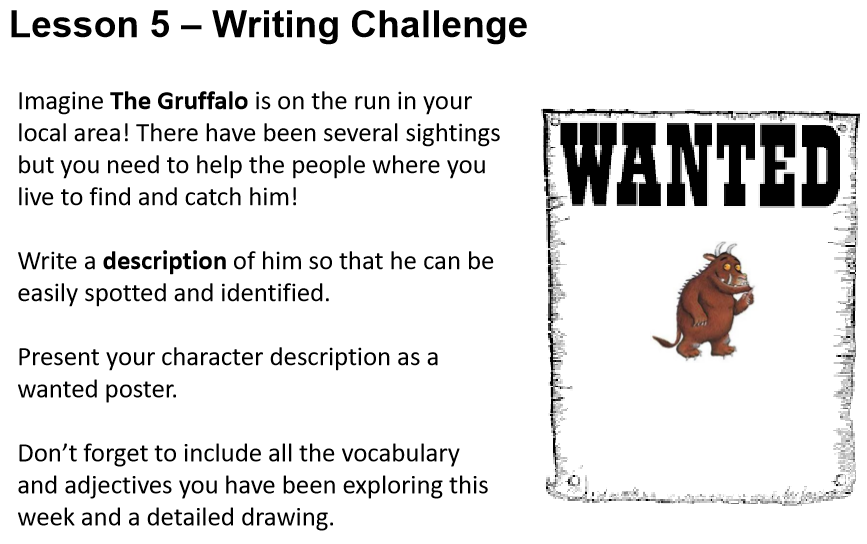 Lesson 5 – Writing Challenge
Imagine The Gruffalo is on the run in your
local area! There have been several sightings
but you need to help the people where you
live to find and catch him!
Write a description of him so that he can be
easily spotted and identified.
Present your character description as a
wanted poster.
Don’t forget to include all the vocabulary
and adjectives you have been exploring this
week and a detailed drawing.
WANTED